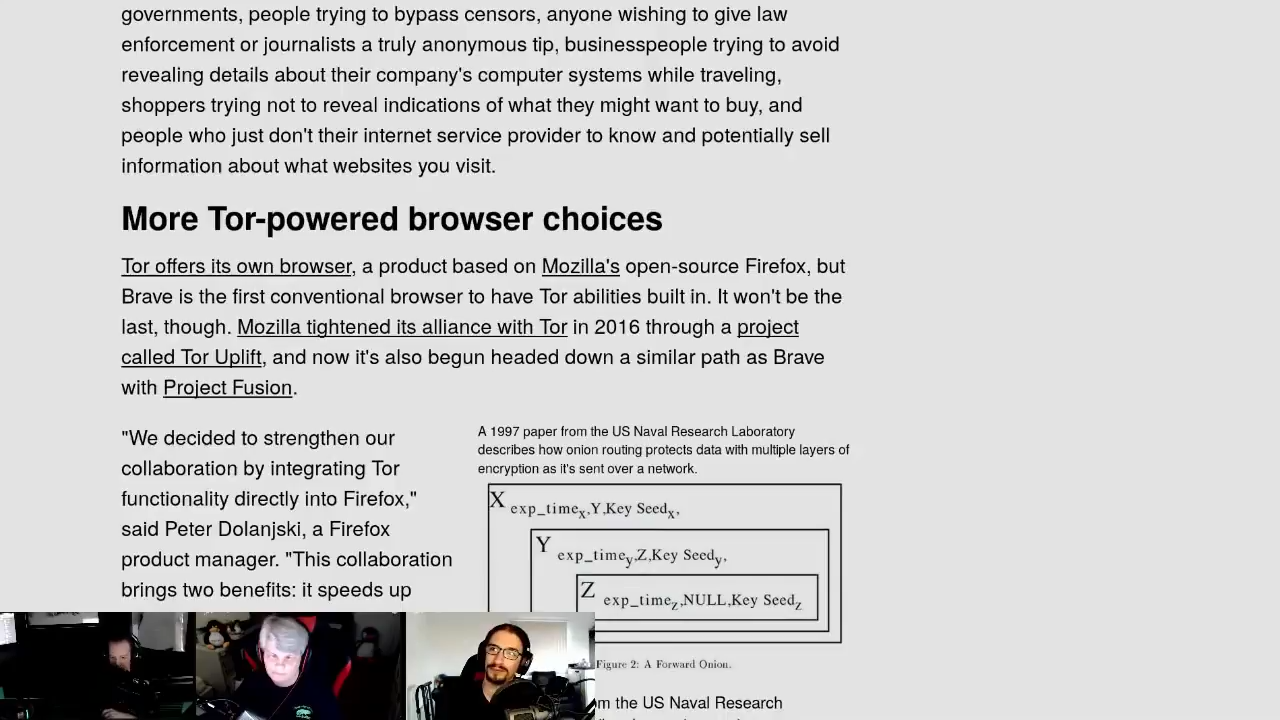 governments, people trying to bypass censors, anyone wishing to give law
enforcement or journalists a truly anonymous tip, businesspeople trying to avoid
revealing details about their company's computer systems while traveling,
shoppers trying not to reveal indications of what they might want to buy, and
people who just don't their internet service provider to know and potentially sell
information about what websites you visit.
More Tor-powered browser choices
Tor offers its own browser, a product based on Mozilla's open-source Firefox, but
Brave is the first conventional browser to have Tor abilities built in. It won't be the
last, though. Mozilla tightened its alliance with Tor in 2016 through a project
called Tor Uplift, and now it's also begun headed down a similar path as Brave
with Project Fusion.
"We decided to strengthen our
collaboration by integrating Tor
functionality directly into Firefox,"
said Peter Dolanjski, a Firefox
product manager. "This collaboration
brings two benefits: it speeds up
A 1997 paper from the US Naval Research Laboratory
describes how onion routing protects data with multiple layers of
encryption as it's sent over a network.
X exp_timex,Y,Key Seedx,
Y exp_timey,Z,Key Seedy,
Z exp_timez,NULL,Key Seedz
Figure 2: A Forward Onion.
m the US Naval Research